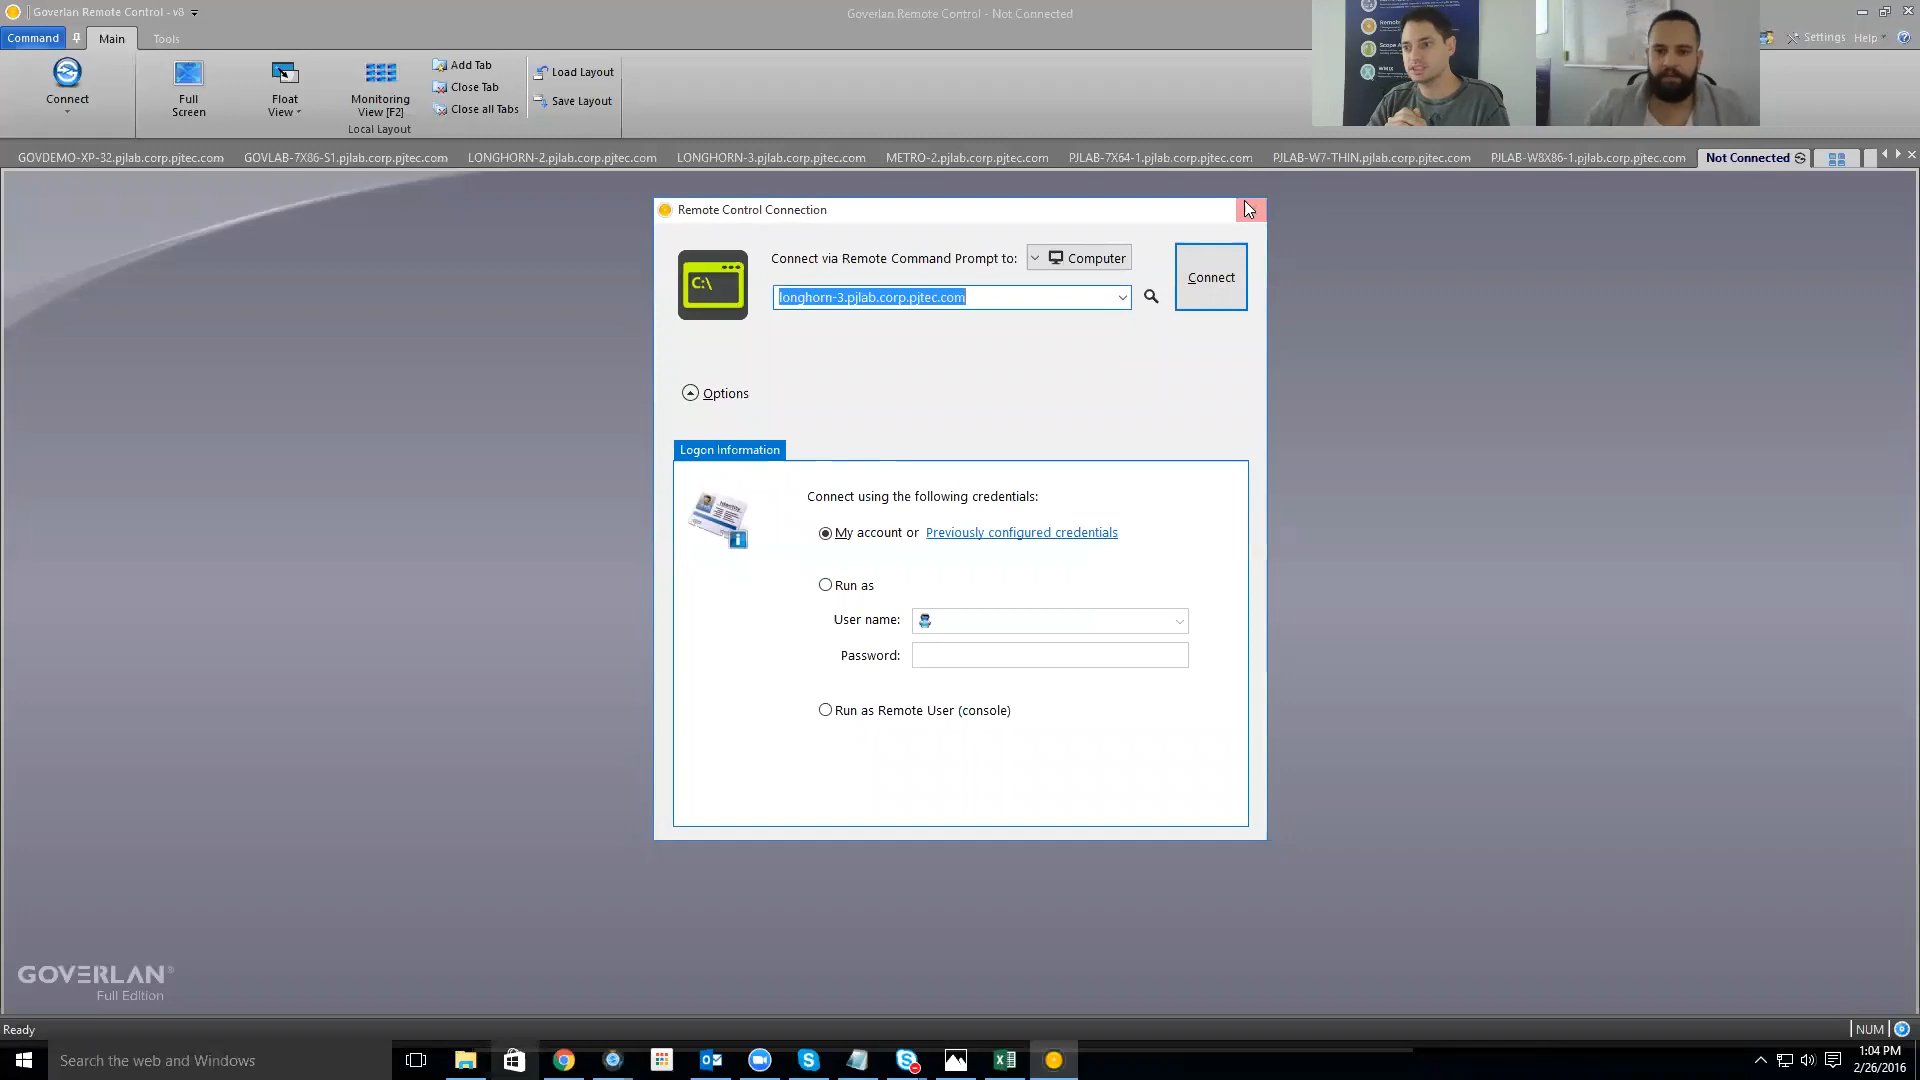 Goverlan Remote Control - v8
Goverlan Remote Control - Not Connected
Command
Main
Tools
Settings
Help
Connect
Full
Screen
Float
View
Monitoring
View [F2]
Add Tab
Close Tab
Close all Tabs
Load Layout
Save Layout
Local Layout
Remote
Scope
WMIX
GOVDEMO-XP-32.pjlab.corp.pjtec.com
GOVLAB-7X86-S1.pjlab.corp.pjtec.com
LONGHORN-2.pjlab.corp.pjtec.com
LONGHORN-3.pjlab.corp.pjtec.com
METRO-2.pjlab.corp.pjtec.com
PJLAB-7X64-1.pjlab.corp.pjtec.com
PJLAB-W7-THIN.pjlab.corp.pjtec.com
PJLAB-W8X86-1.pjlab.corp.pjtec.com
Not Connected
Remote Control Connection
C:\
Connect via Remote Command Prompt to:
Computer
longhorn-3.pjlab.corp.pjtec.com
Connect
Options
Logon Information
Identity
Connect using the following credentials:
My account or Previously configured credentials
Run as
User name:
Password:
Run as Remote User (console)
GOVERLAN®
Full Edition
Ready
NUM
Search the web and Windows
1:04 PM
2/26/2016